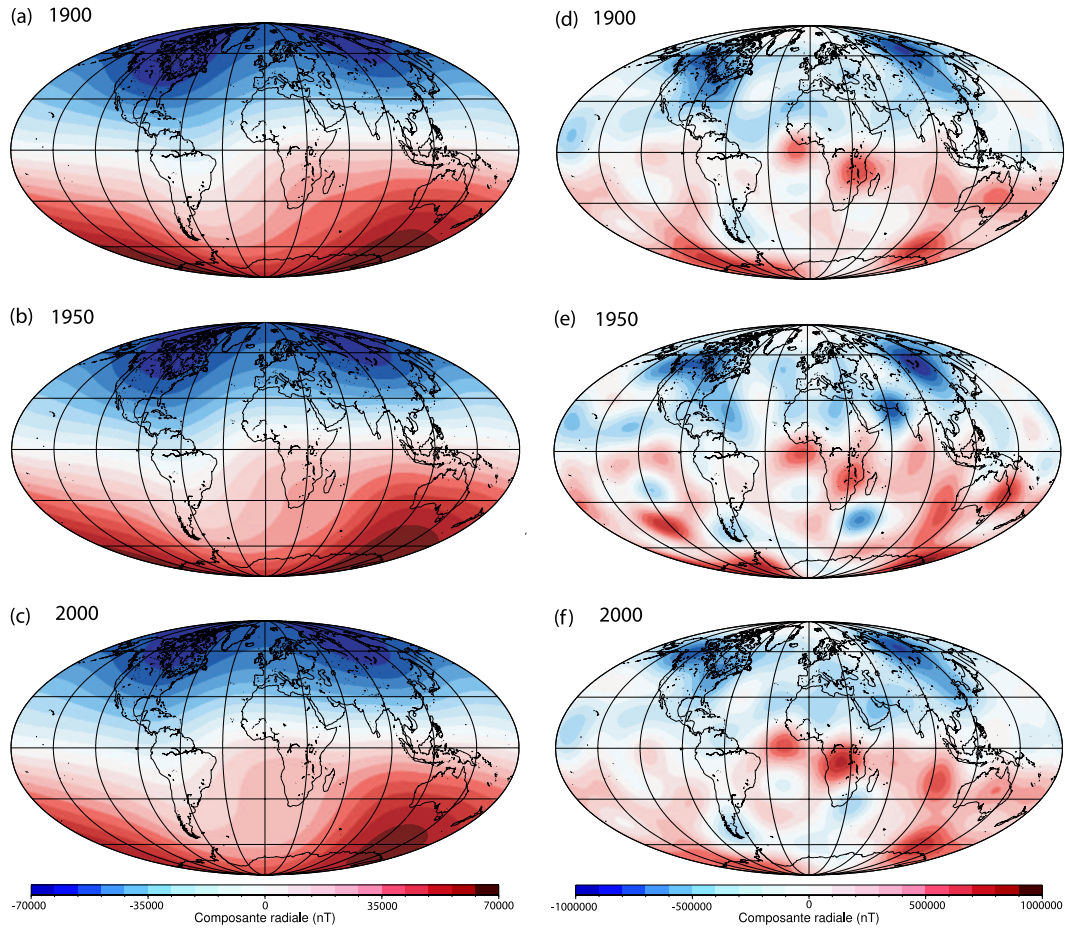 (a) 1900
(d) 1900
(b) 1950
(e) 1950
(c) 2000
(f) 2000
-70000 -35000 0 35000 70000
Composante radiale (nT)
-1000000 -500000 0 500000 1000000
Composante radiale (nT)